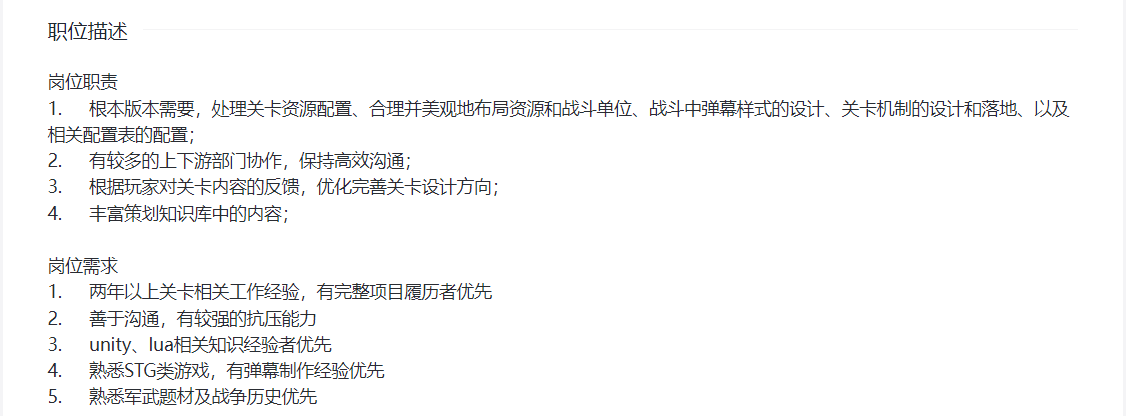 职位描述
岗位职责
1. 根本版本需要，处理关卡资源配置、合理并美观地布局资源和战斗单位、战斗中弹幕样式的设计、关卡机制的设计和落地、以及
相关配置表的配置；
2. 有较多的上下游部门协作，保持高效沟通；
3. 根据玩家对关卡内容的反馈，优化完善关卡设计方向；
4. 丰富策划知识库中的内容；
岗位需求
1. 两年以上关卡相关工作经验，有完整项目履历者优先
2. 善于沟通，有较强的抗压能力
3. unity、lua相关知识经验者优先
4. 熟悉STG类游戏，有弹幕制作经验优先
5. 熟悉军武题材及战争历史优先